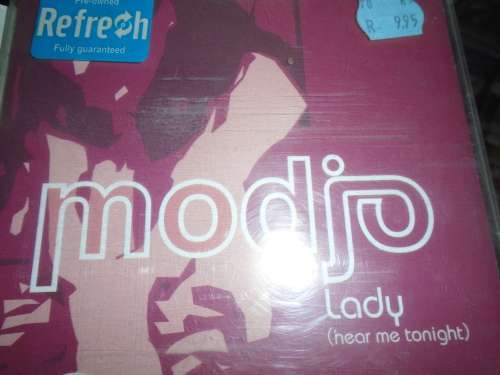 Pre-owned
Refresh
Fully guaranteed
R 9.95
modjo
Lady
(hear me tonight)